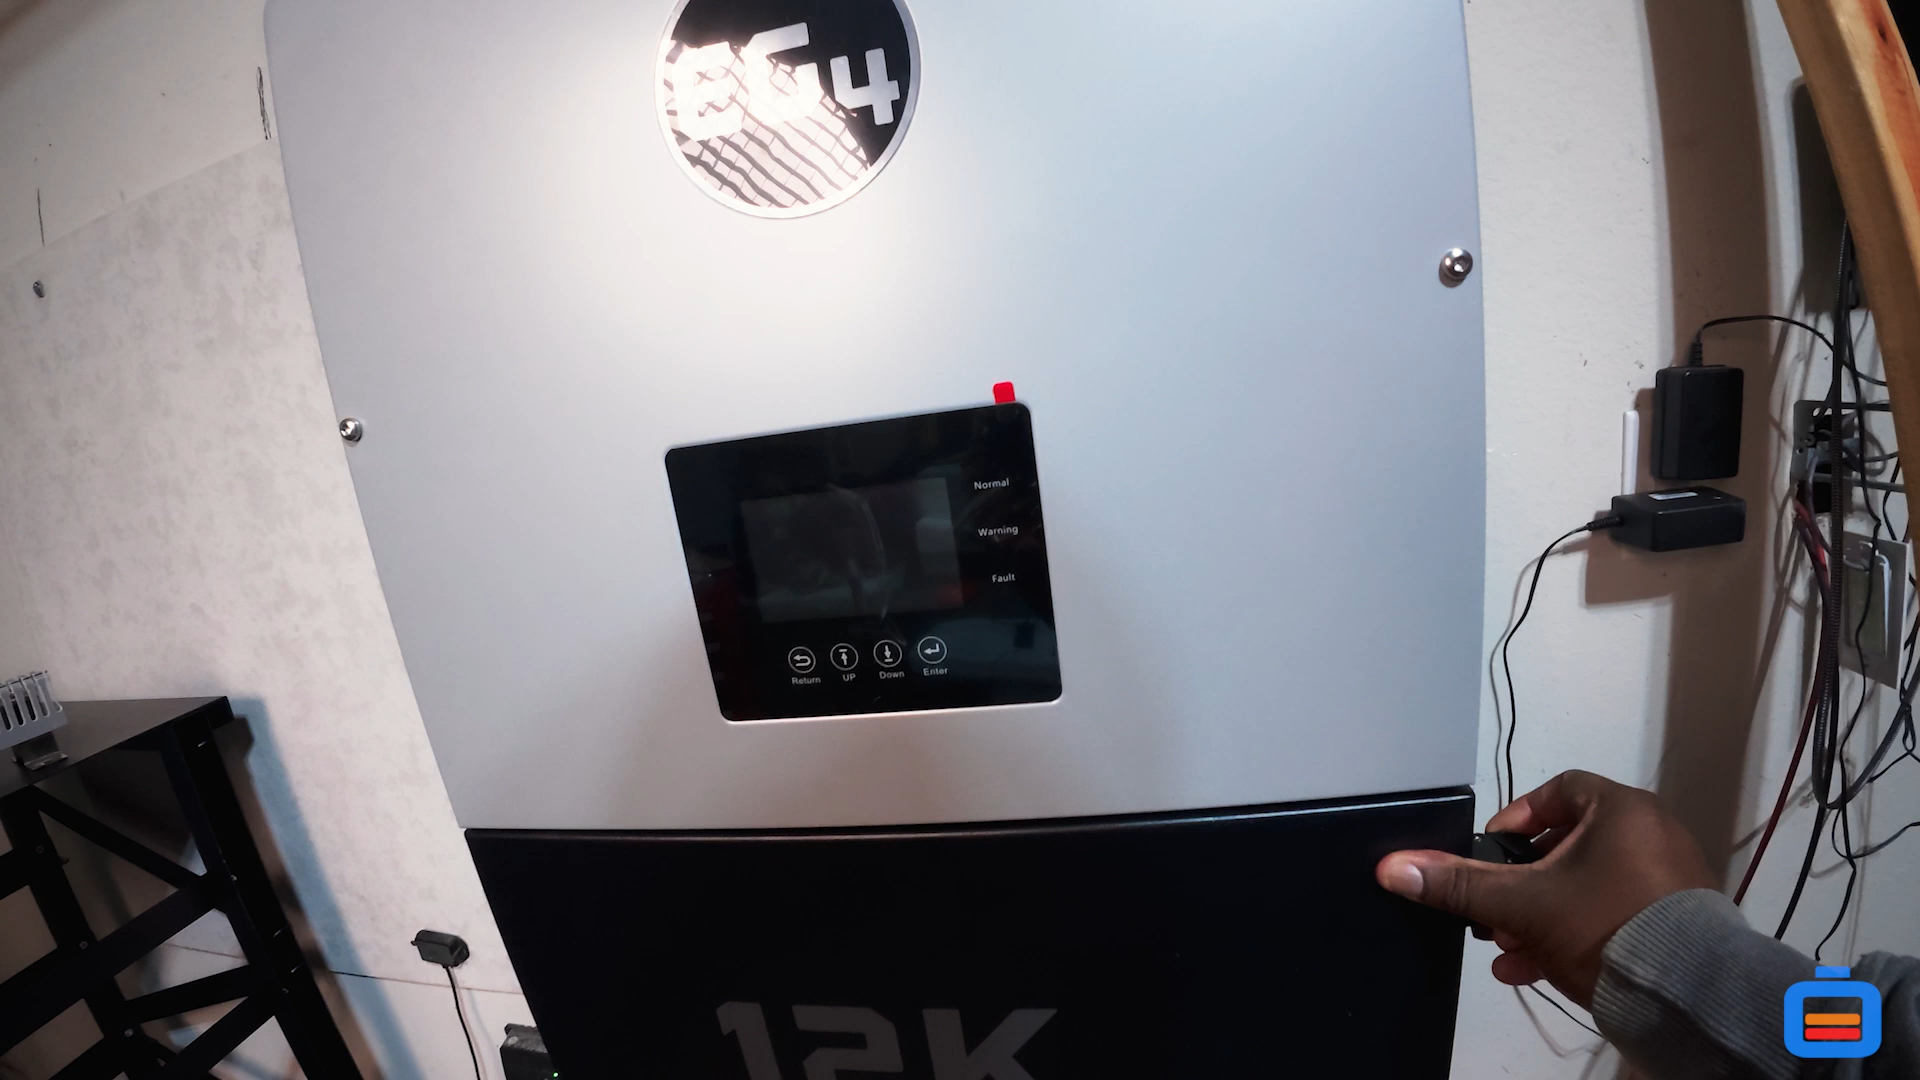 EG4
Normal
Warning
Fault
Return
UP
Down
Enter
12K